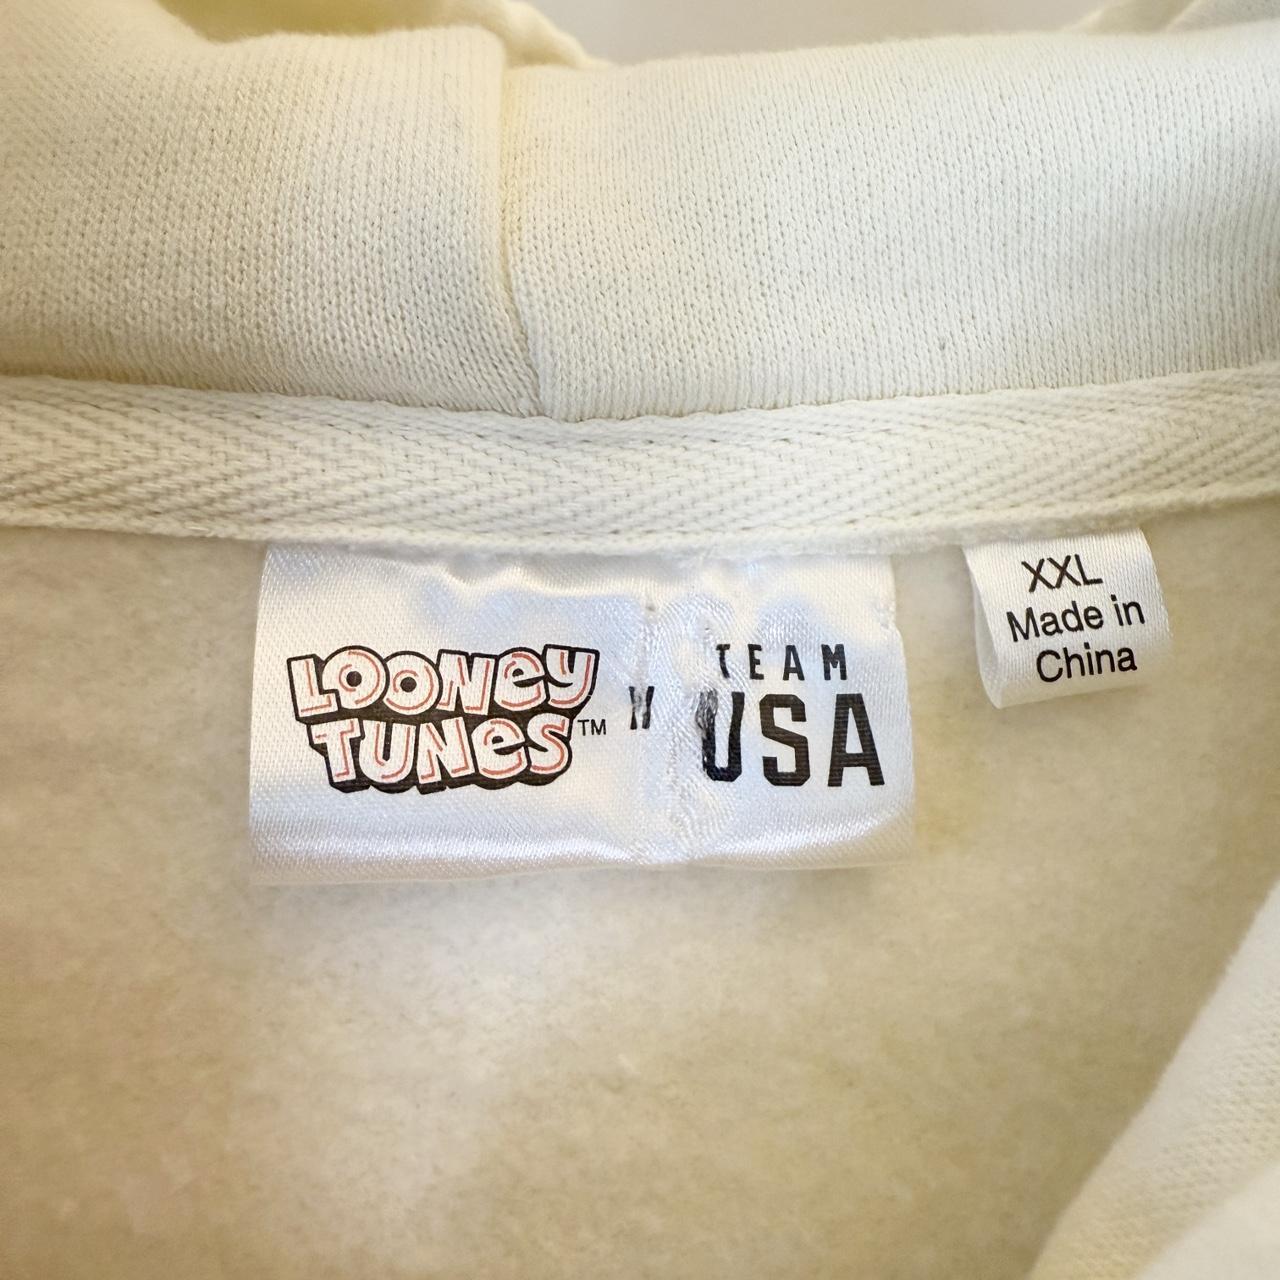 LOONEY
TUNES™
TEAM
USA
XXL
Made in
China